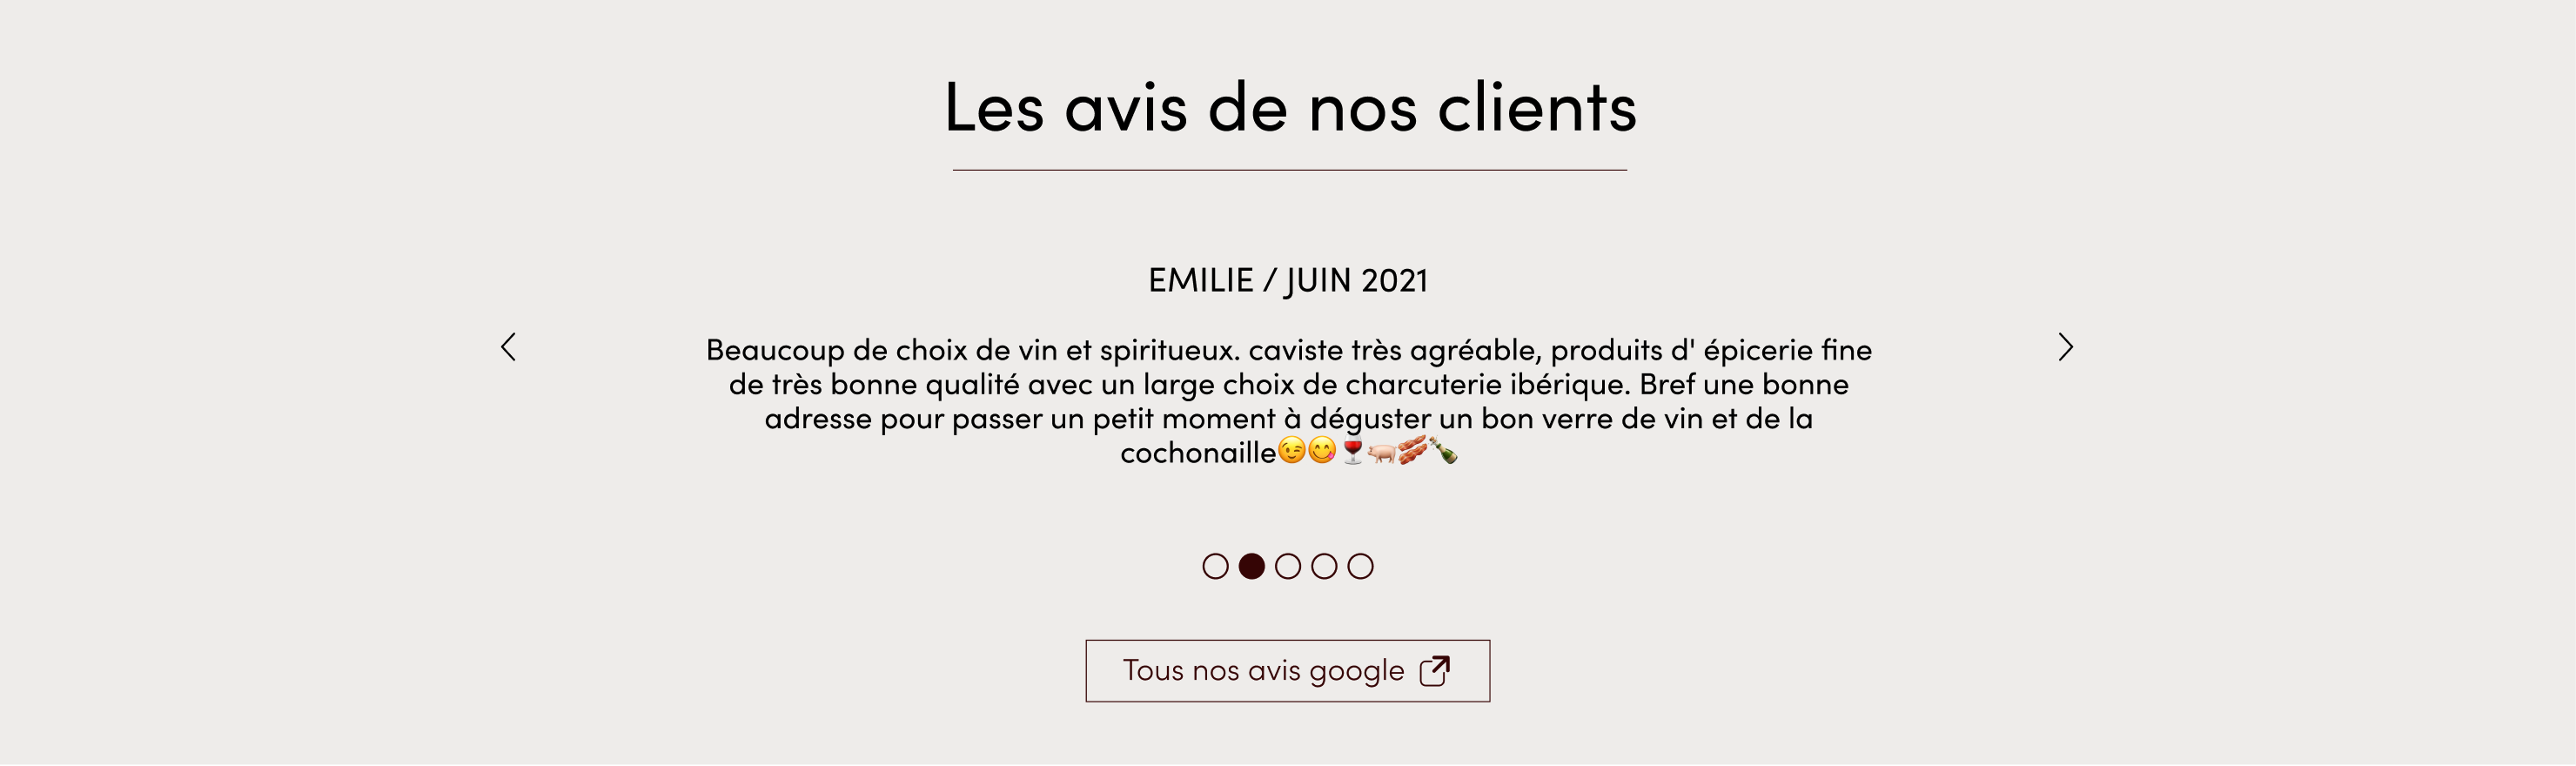 Les avis de nos clients
EMILIE / JUIN 2021
Beaucoup de choix de vin et spiritueux. caviste très agréable, produits d' épicerie fine
de très bonne qualité avec un large choix de charcuterie ibérique. Bref une bonne
adresse pour passer un petit moment à déguster un bon verre de vin et de la
cochonaille😉😋🍷🐖🥓🍾
Tous nos avis google